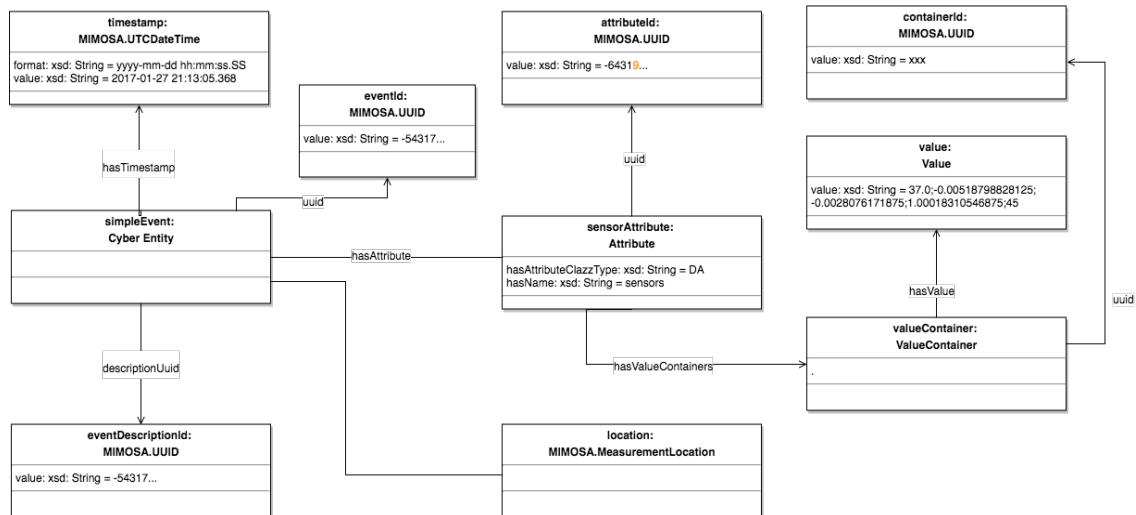 timestamp:
MIMOSA.UTCDateTime
format: xsd: String = yyyy-mm-dd hh:mm:ss.SS
value: xsd: String = 2017-01-27 21:13:05.368
attributeId:
MIMOSA.UUID
value: xsd: String = -64319...
containerId:
MIMOSA.UUID
value: xsd: String = xxx
eventId:
MIMOSA.UUID
value: xsd: String = -54317...
value:
Value
value: xsd: String = 37.0;-0.00518798828125;
-0.0028076171875;1.00018310546875;45
hasTimestamp
uuid
uuid
simpleEvent:
Cyber Entity
hasAttribute
sensorAttribute:
Attribute
hasAttributeClazzType: xsd: String = DA
hasName: xsd: String = sensors
hasValue
uuid
valueContainer:
ValueContainer
.
descriptionUuid
hasValueContainers
eventDescriptionId:
MIMOSA.UUID
value: xsd: String = -54317...
location:
MIMOSA.MeasurementLocation